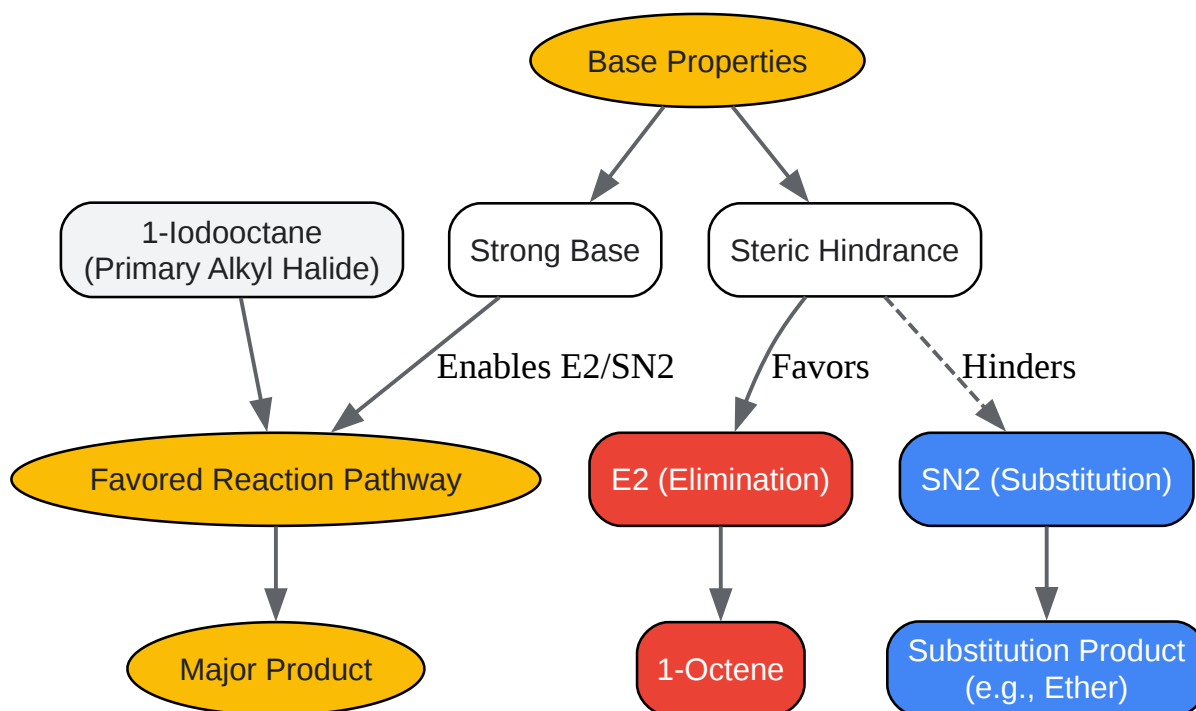 Base Properties
1-Iodooctane
(Primary Alkyl Halide)
Strong Base
Steric Hindrance
Enables E2/SN2
Favors
Hinders
Favored Reaction Pathway
E2 (Elimination)
SN2 (Substitution)
Major Product
1-Octene
Substitution Product
(e.g., Ether)